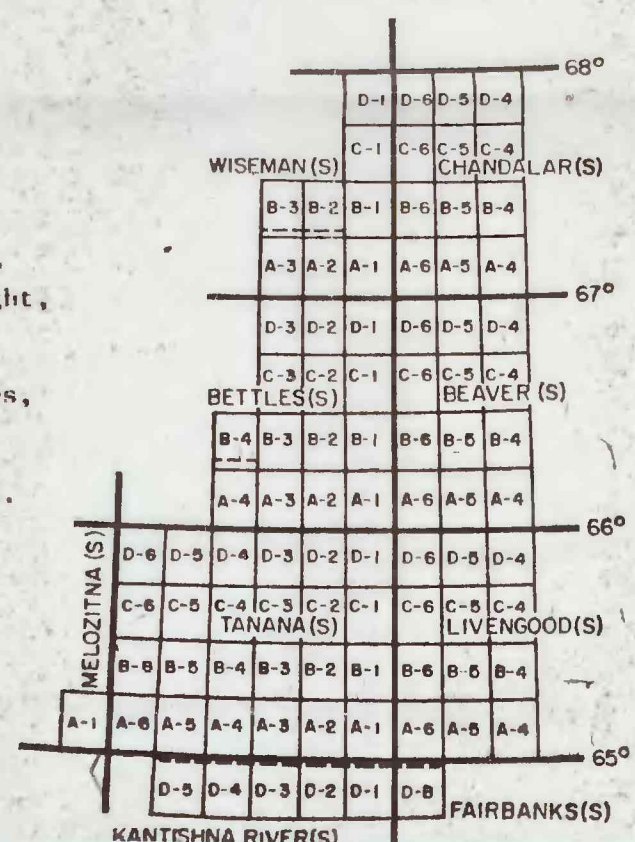 68°
D-1 D-6 D-5 D-4
C-1 C-6 C-5 C-4
WISEMAN(S) CHANDALAR(S)
B-3 B-2 B-1 B-6 B-5 B-4
A-3 A-2 A-1 A-6 A-5 A-4
67°
D-3 D-2 D-1 D-6 D-5 D-4
C-3 C-2 C-1 C-6 C-5 C-4
BETTLES(S) BEAVER (S)
B-4 B-3 B-2 B-1 B-6 B-5 B-4
A-4 A-3 A-2 A-1 A-6 A-5 A-4
66°
MELOZITNA (S)
D-6 D-5 D-4 D-3 D-2 D-1 D-6 D-5 D-4
C-6 C-5 C-4 C-3 C-2 C-1 C-6 C-5 C-4
TANANA(S) LIVENGOOD(S)
B-6 B-5 B-4 B-3 B-2 B-1 B-6 B-5 B-4
A-1 A-6 A-5 A-4 A-3 A-2 A-1 A-6 A-5 A-4
65°
D-5 D-4 D-3 D-2 D-1 D-6
FAIRBANKS(S)
KANTISHNA RIVER(S)